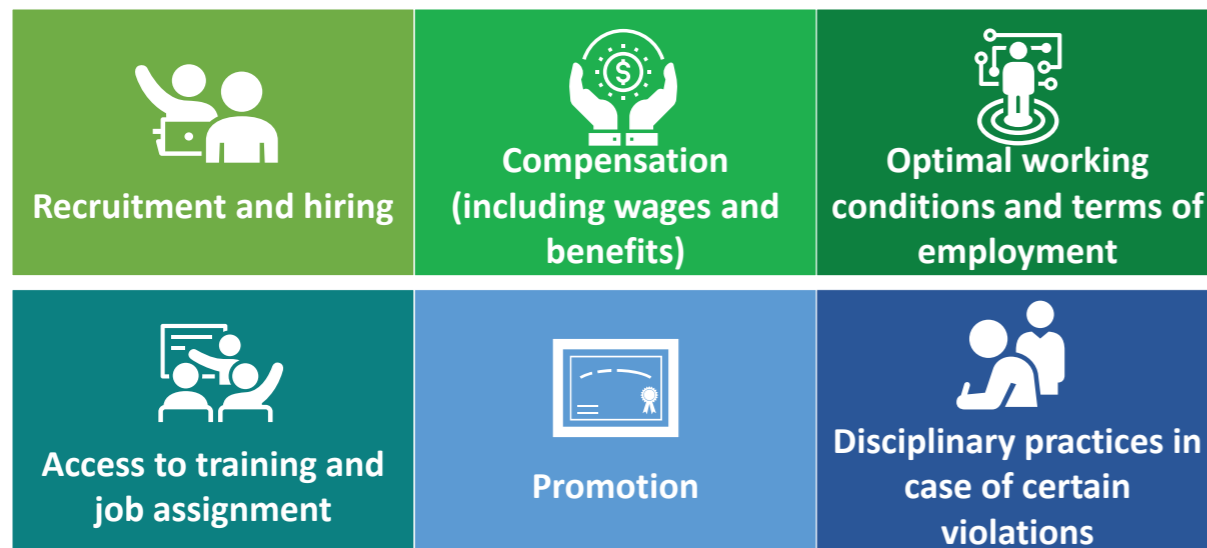 Recruitment and hiring
$
Compensation
(including wages and
benefits)
Optimal working
conditions and terms of
employment
Access to training and
job assignment
Promotion
Disciplinary practices in
case of certain
violations